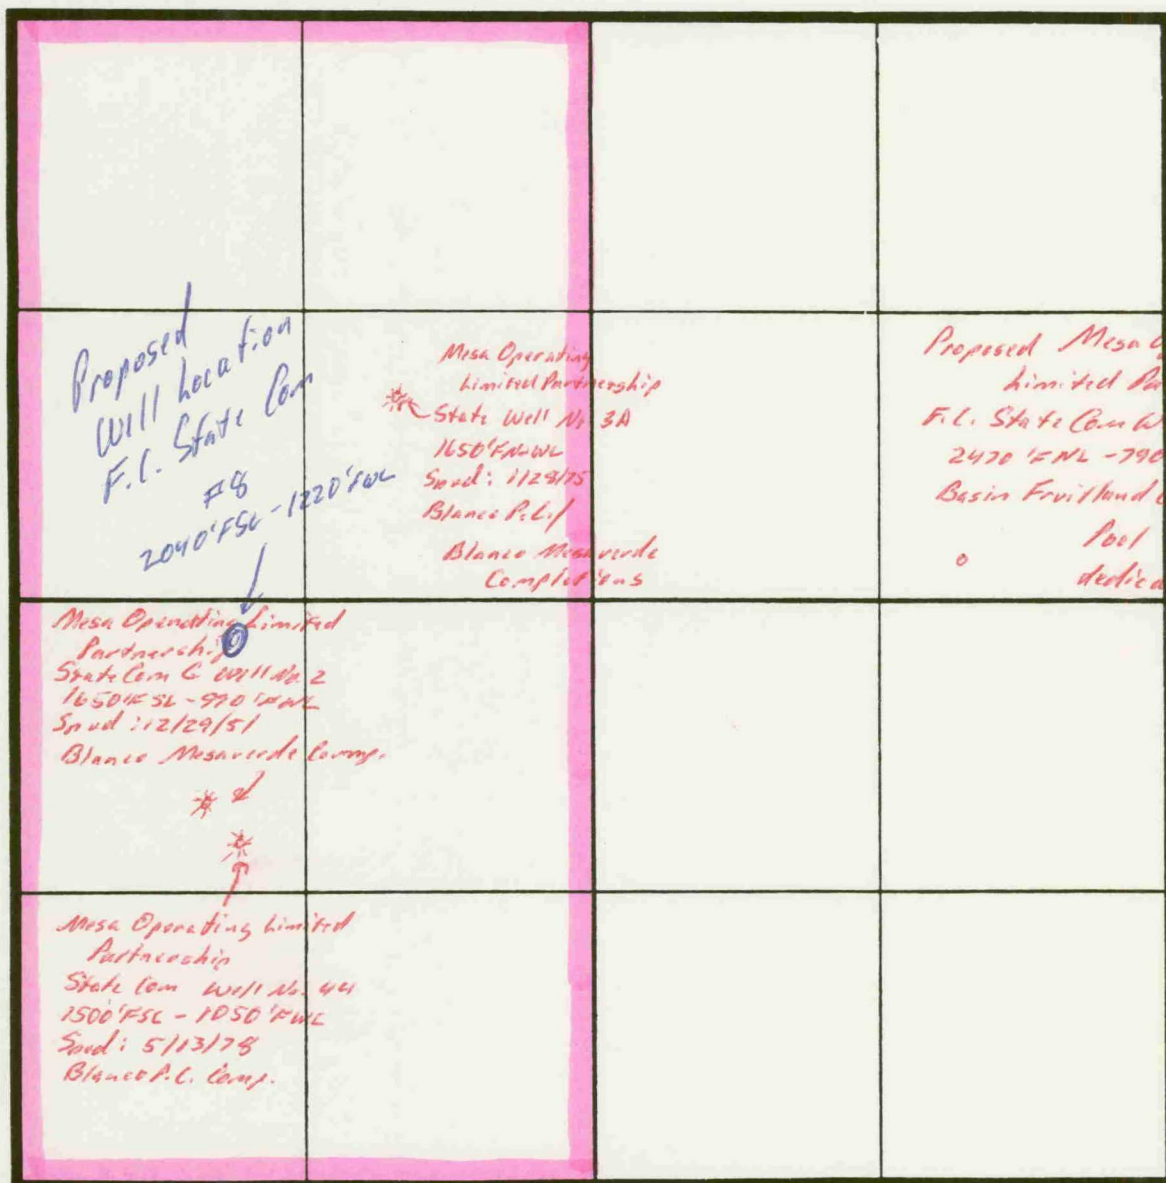 Proposed
Well Location
F.C. State Com
#8
2040'FSL - 1220'FWL
Mesa Operating
Limited Partnership
State Well No 3A
1650'FN&WL
Spud: 1/28/75
Blanco P.C./
Blanco Mesaverde
Completions
Proposed Mesa O
Limited Pa
F.C. State Com W
2470 'FNL - 790
Basin Fruitland C
Pool
dedica
Mesa Operating Limited
Partnership
State Com Well No. 2
1650'FSL - 990'FWL
Spud: 12/29/51
Blanco Mesaverde Comp.
Mesa Operating Limited
Partnership
State Com Well No. 44
1500'FSL - 1050'FWL
Spud: 5/13/78
Blanco P.C. Comp.